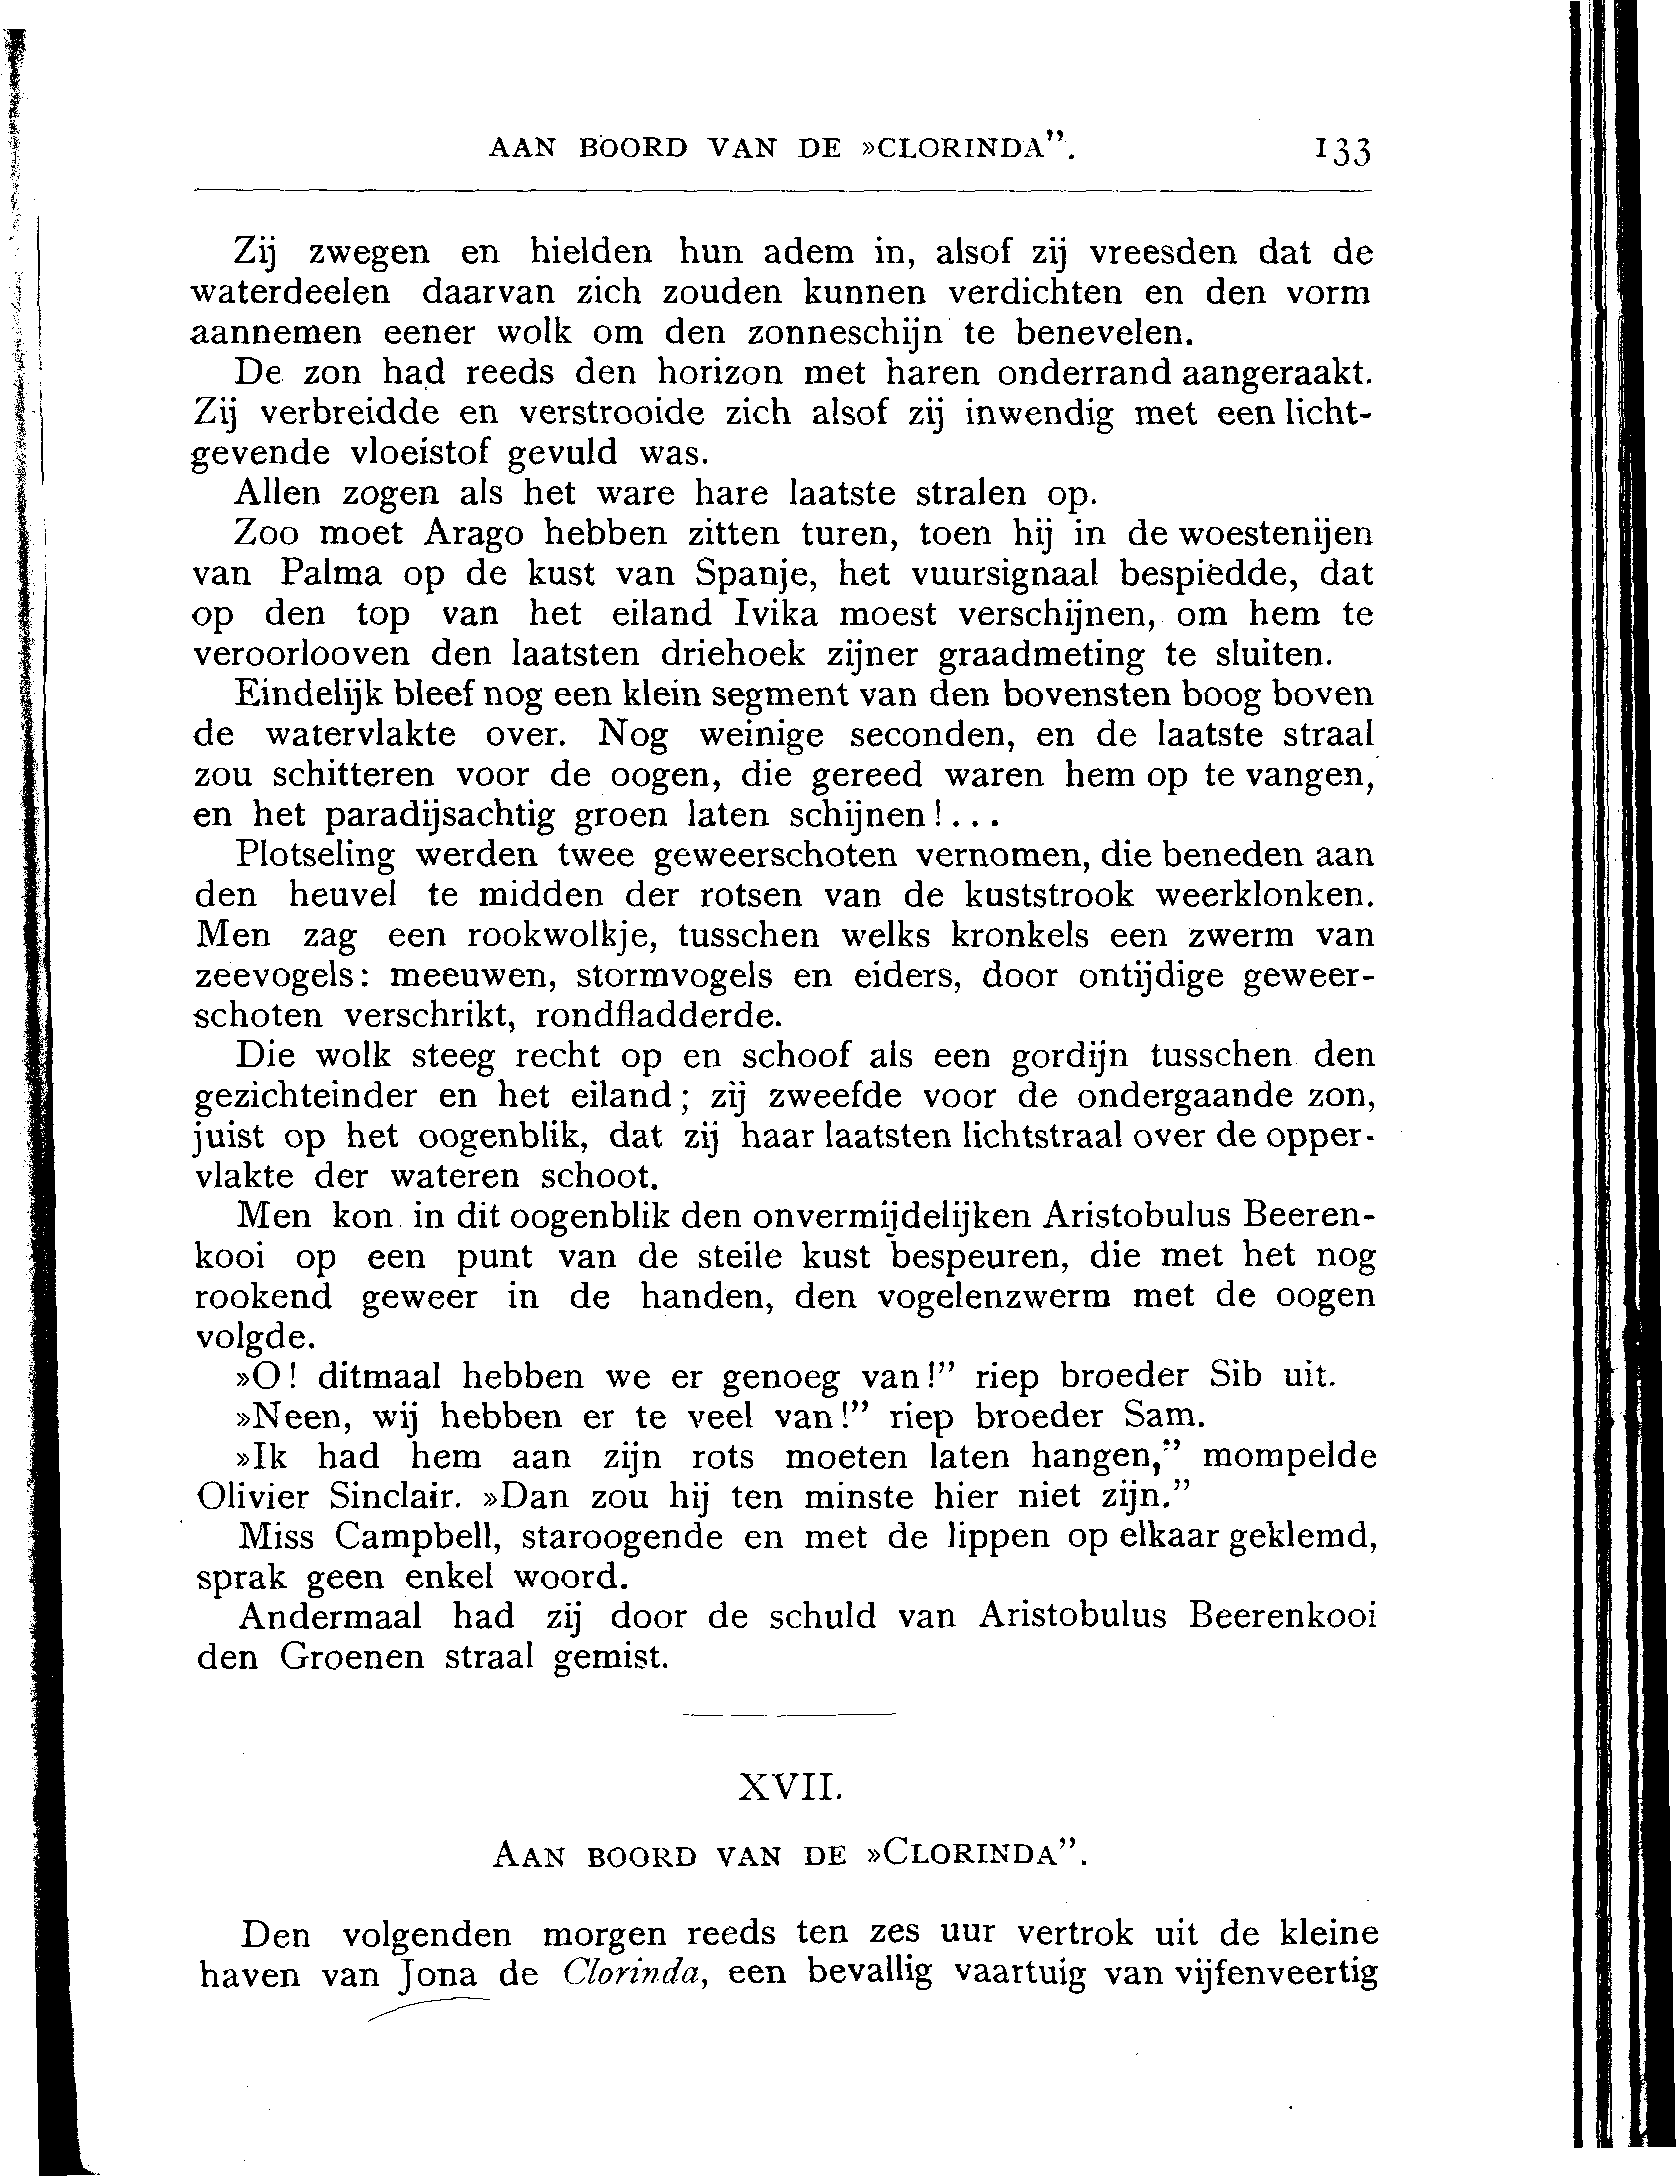 AAN BOORD VAN DE »CLORINDA”. 133
Zij zwegen en hielden hun adem in, alsof zij vreesden dat de
waterdeelen daarvan zich zouden kunnen verdichten en den vorm
aannemen eener wolk om den zonneschijn te benevelen.
De zon had reeds den horizon met haren onderrand aangeraakt.
Zij verbreidde en verstrooide zich alsof zij inwendig met een licht-
gevende vloeistof gevuld was.
Allen zogen als het ware hare laatste stralen op.
Zoo moet Arago hebben zitten turen, toen hij in de woestenijen
van Palma op de kust van Spanje, het vuursignaal bespiedde, dat
op den top van het eiland Ivika moest verschijnen, om hem te
veroorlooven den laatsten driehoek zijner graadmeting te sluiten.
Eindelijk bleef nog een klein segment van den bovensten boog boven
de watervlakte over. Nog weinige seconden, en de laatste straal
zou schitteren voor de oogen, die gereed waren hem op te vangen,
en het paradijsachtig groen laten schijnen!...
Plotseling werden twee geweerschoten vernomen, die beneden aan
den heuvel te midden der rotsen van de kuststrook weerklonken.
Men zag een rookwolkje, tusschen welks kronkels een zwerm van
zeevogels: meeuwen, stormvogels en eiders, door ontijdige geweer-
schoten verschrikt, rondfladderde.
Die wolk steeg recht op en schoof als een gordijn tusschen den
gezichteinder en het eiland; zij zweefde voor de ondergaande zon,
juist op het oogenblik, dat zij haar laatsten lichtstraal over de opper-
vlakte der wateren schoot.
Men kon in dit oogenblik den onvermijdelijken Aristobulus Beeren-
kooi op een punt van de steile kust bespeuren, die met het nog
rookend geweer in de handen, den vogelenzwerm met de oogen
volgde.
»O! ditmaal hebben we er genoeg van!” riep broeder Sib uit.
»Neen, wij hebben er te veel van!” riep broeder Sam.
»Ik had hem aan zijn rots moeten laten hangen,” mompelde
Olivier Sinclair. »Dan zou hij ten minste hier niet zijn.”
Miss Campbell, staroogende en met de lippen op elkaar geklemd,
sprak geen enkel woord.
Andermaal had zij door de schuld van Aristobulus Beerenkooi
den Groenen straal gemist.
XVII.
AAN BOORD VAN DE »CLORINDA”.
Den volgenden morgen reeds ten zes uur vertrok uit de kleine
haven van Jona de Clorinda, een bevallig vaartuig van vijfenveertig